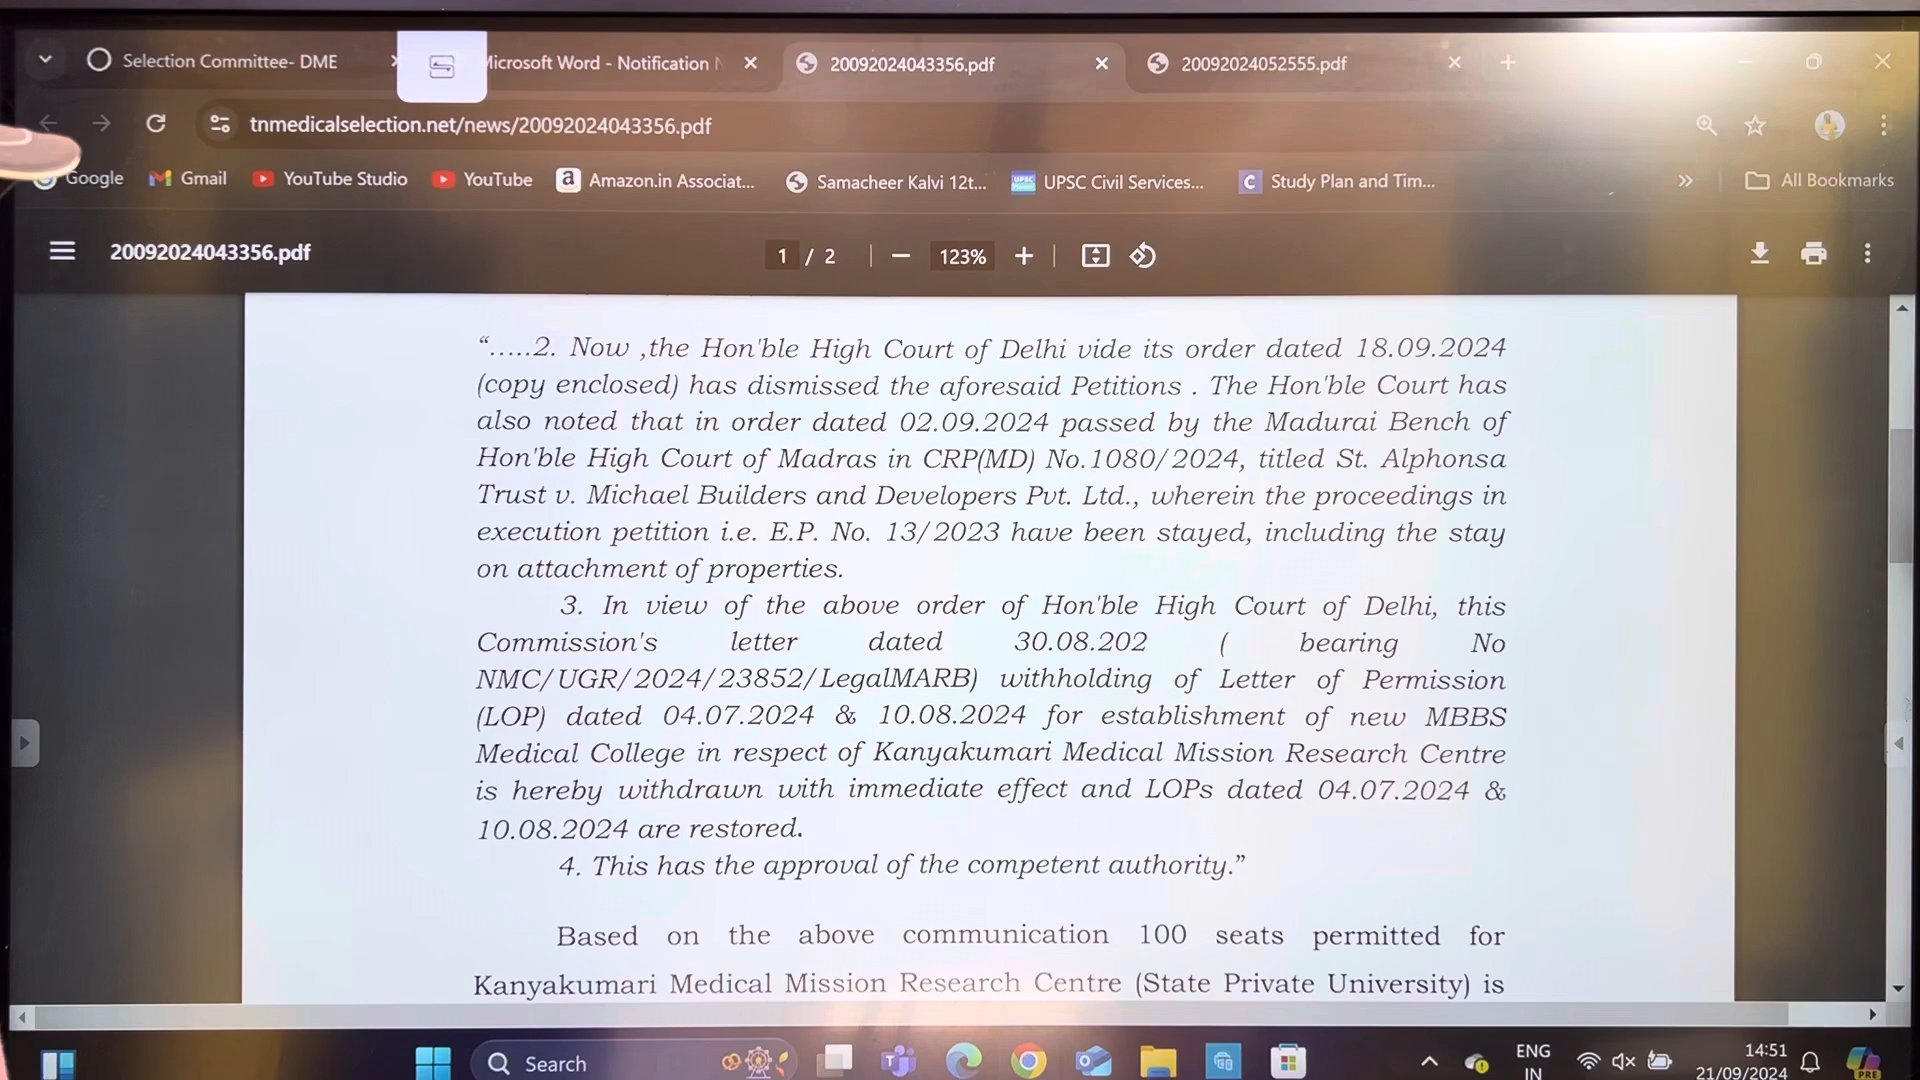 Selection Committee- DME
Microsoft Word - Notification N
20092024043356.pdf
20092024052555.pdf
tnmedicalselection.net/news/20092024043356.pdf
Google
Gmail
YouTube Studio
YouTube
Amazon.in Associat...
Samacheer Kalvi 12t...
UPSC Civil Services...
Study Plan and Tim...
All Bookmarks
20092024043356.pdf
1 / 2
123%
“.....2. Now ,the Hon'ble High Court of Delhi vide its order dated 18.09.2024
(copy enclosed) has dismissed the aforesaid Petitions . The Hon'ble Court has
also noted that in order dated 02.09.2024 passed by the Madurai Bench of
Hon'ble High Court of Madras in CRP(MD) No.1080/2024, titled St. Alphonsa
Trust v. Michael Builders and Developers Pvt. Ltd., wherein the proceedings in
execution petition i.e. E.P. No. 13/2023 have been stayed, including the stay
on attachment of properties.
3. In view of the above order of Hon'ble High Court of Delhi, this
Commission's letter dated 30.08.202 ( bearing No
NMC/UGR/2024/23852/LegalMARB) withholding of Letter of Permission
(LOP) dated 04.07.2024 & 10.08.2024 for establishment of new MBBS
Medical College in respect of Kanyakumari Medical Mission Research Centre
is hereby withdrawn with immediate effect and LOPs dated 04.07.2024 &
10.08.2024 are restored.
4. This has the approval of the competent authority.”
Based on the above communication 100 seats permitted for
Kanyakumari Medical Mission Research Centre (State Private University) is
Search
ENG
IN
14:51
21/09/2024
PRE